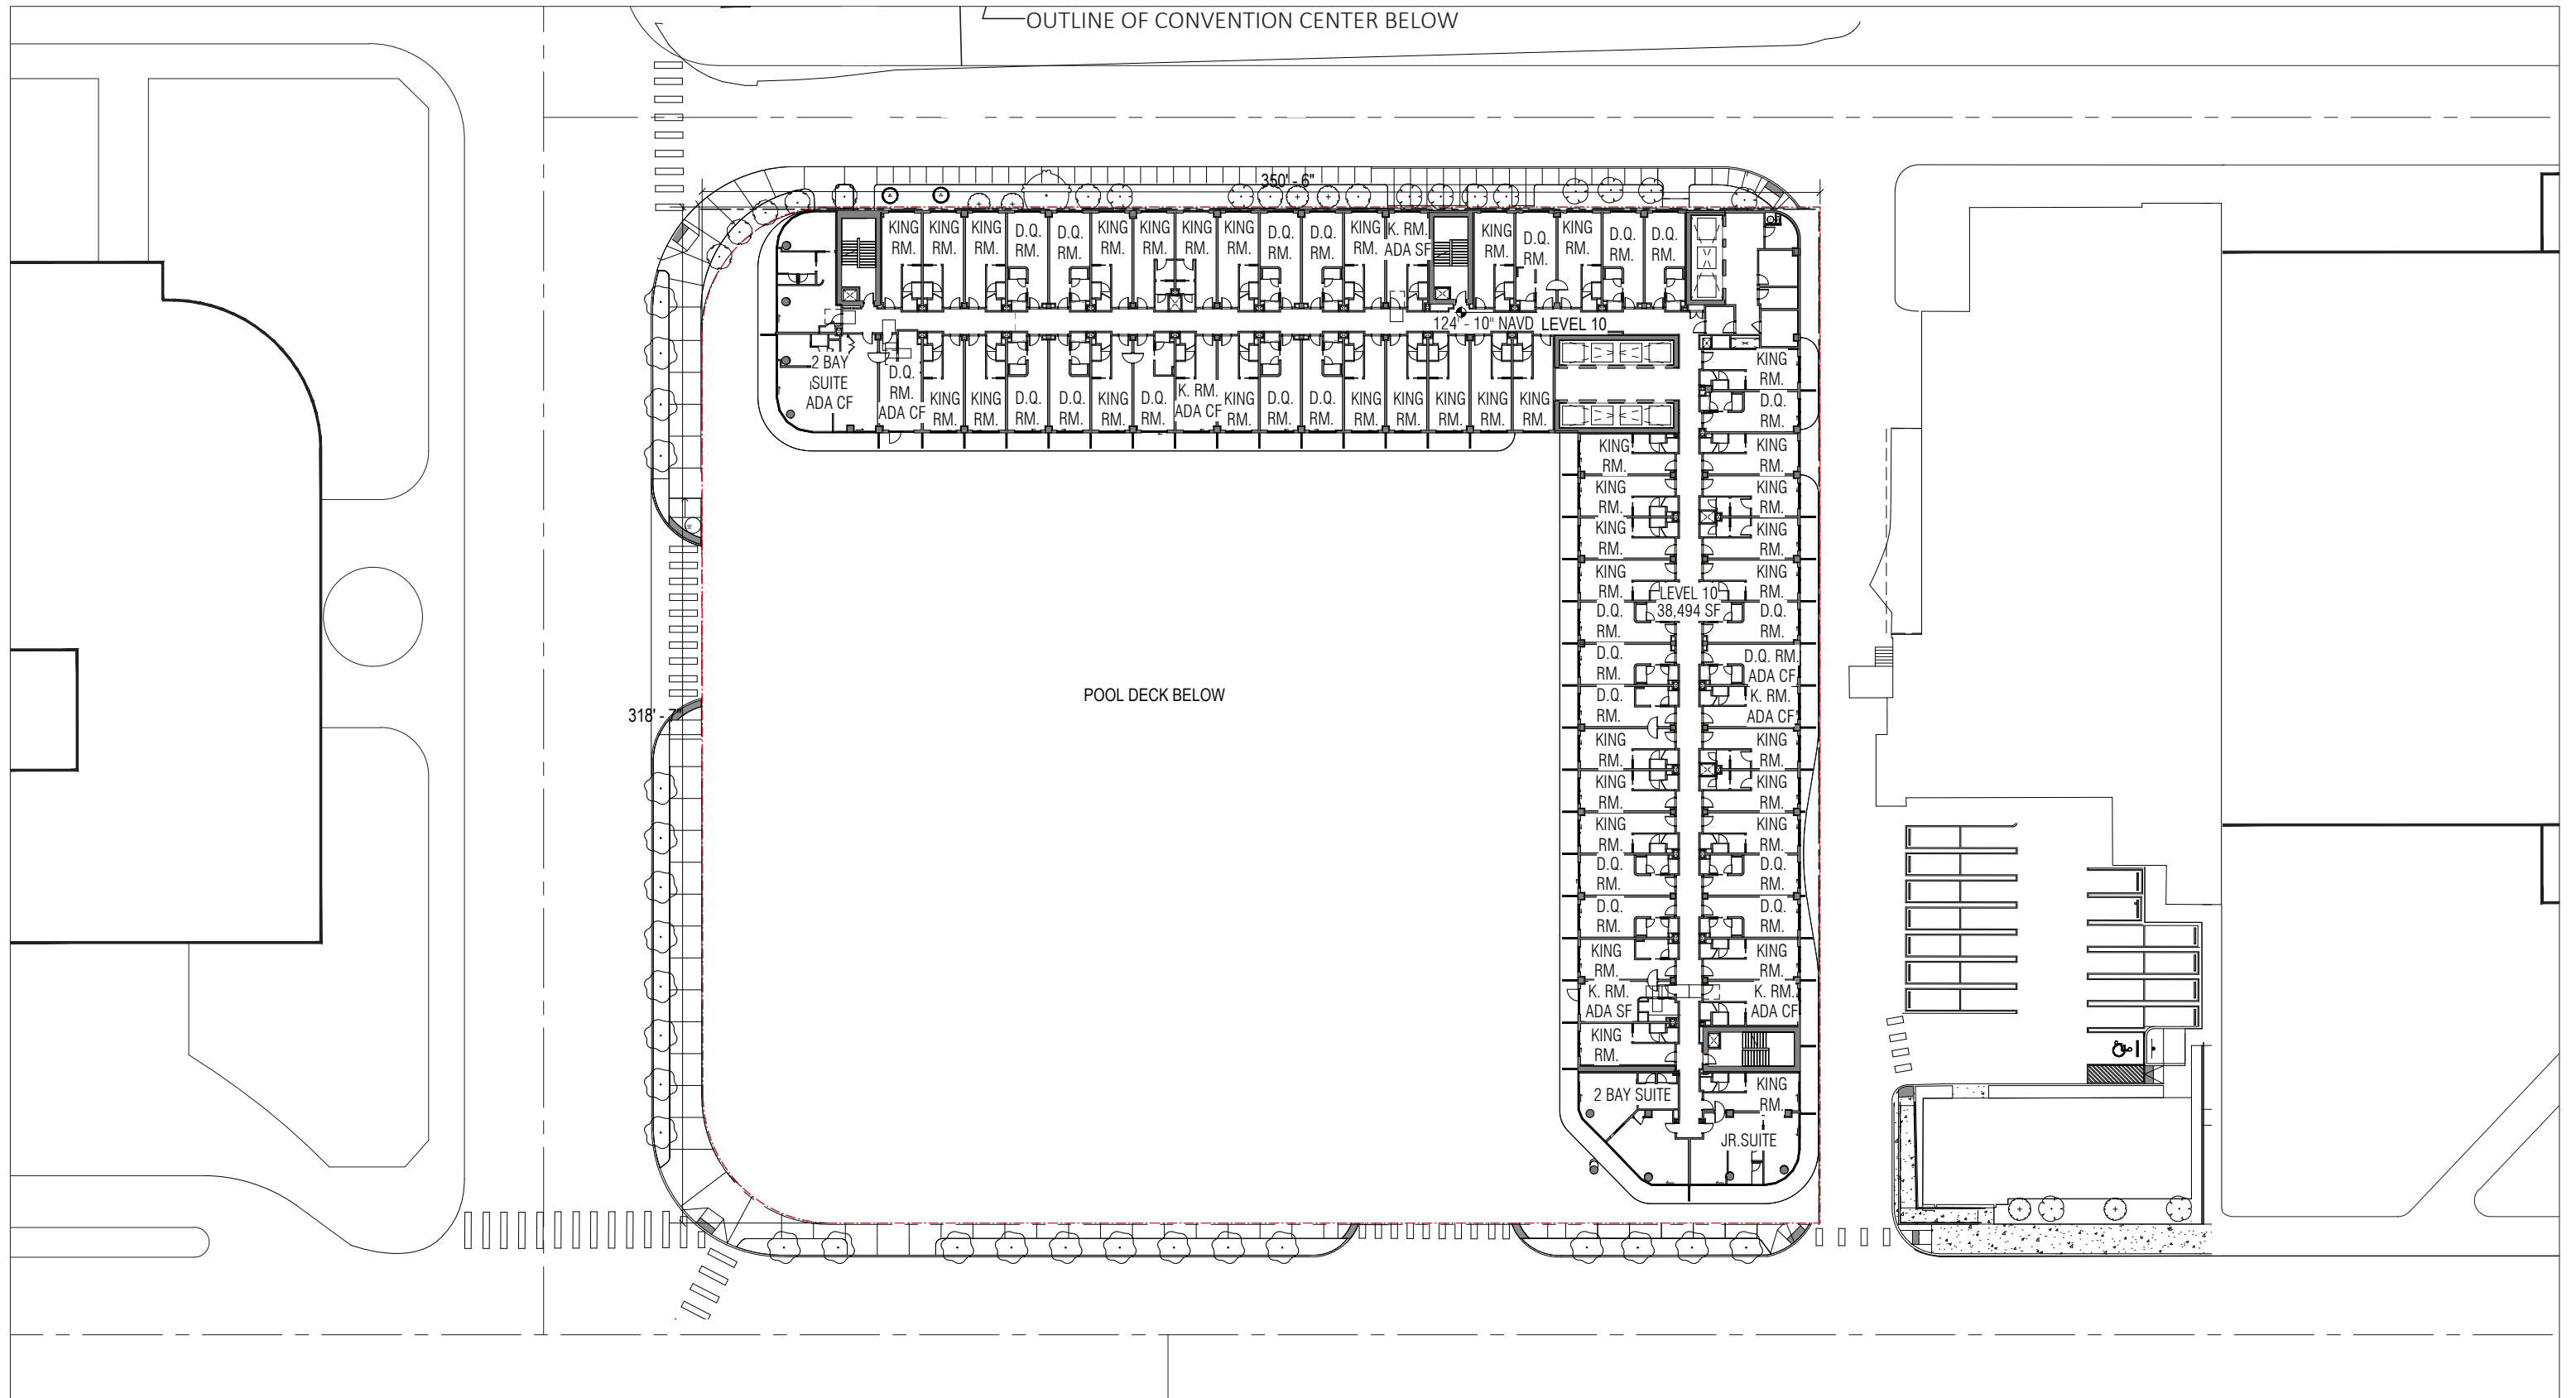 OUTLINE OF CONVENTION CENTER BELOW
350' - 6"
KING
RM.
KING
RM.
KING
RM.
D.Q.
RM.
D.Q.
RM.
KING
RM.
KING
RM.
KING
RM.
KING
RM.
D.Q.
RM.
D.Q.
RM.
KING
RM.
K. RM.
ADA SF
KING
RM.
D.Q.
RM.
KING
RM.
D.Q.
RM.
D.Q.
RM.
124' - 10" NAVD LEVEL 10
2 BAY
SUITE
ADA CF
D.Q.
RM.
ADA CF
KING
RM.
KING
RM.
D.Q.
RM.
D.Q.
RM.
KING
RM.
D.Q.
RM.
K. RM.
ADA CF
KING
RM.
D.Q.
RM.
D.Q.
RM.
KING
RM.
KING
RM.
KING
RM.
KING
RM.
KING
RM.
KING
RM.
D.Q.
RM.
KING
RM.
KING
RM.
KING
RM.
KING
RM.
KING
RM.
KING
RM.
KING
RM.
KING
RM.
LEVEL 10
38,494 SF
D.Q.
RM.
D.Q.
RM.
D.Q.
RM.
D.Q. RM.
ADA CF
D.Q.
RM.
K. RM.
ADA CF
POOL DECK BELOW
318' - 7"
KING
RM.
KING
RM.
KING
RM.
KING
RM.
KING
RM.
KING
RM.
D.Q.
RM.
D.Q.
RM.
D.Q.
RM.
D.Q.
RM.
KING
RM.
KING
RM.
K. RM.
ADA SF
K. RM.
ADA CF
KING
RM.
2 BAY SUITE
KING
RM.
JR.SUITE